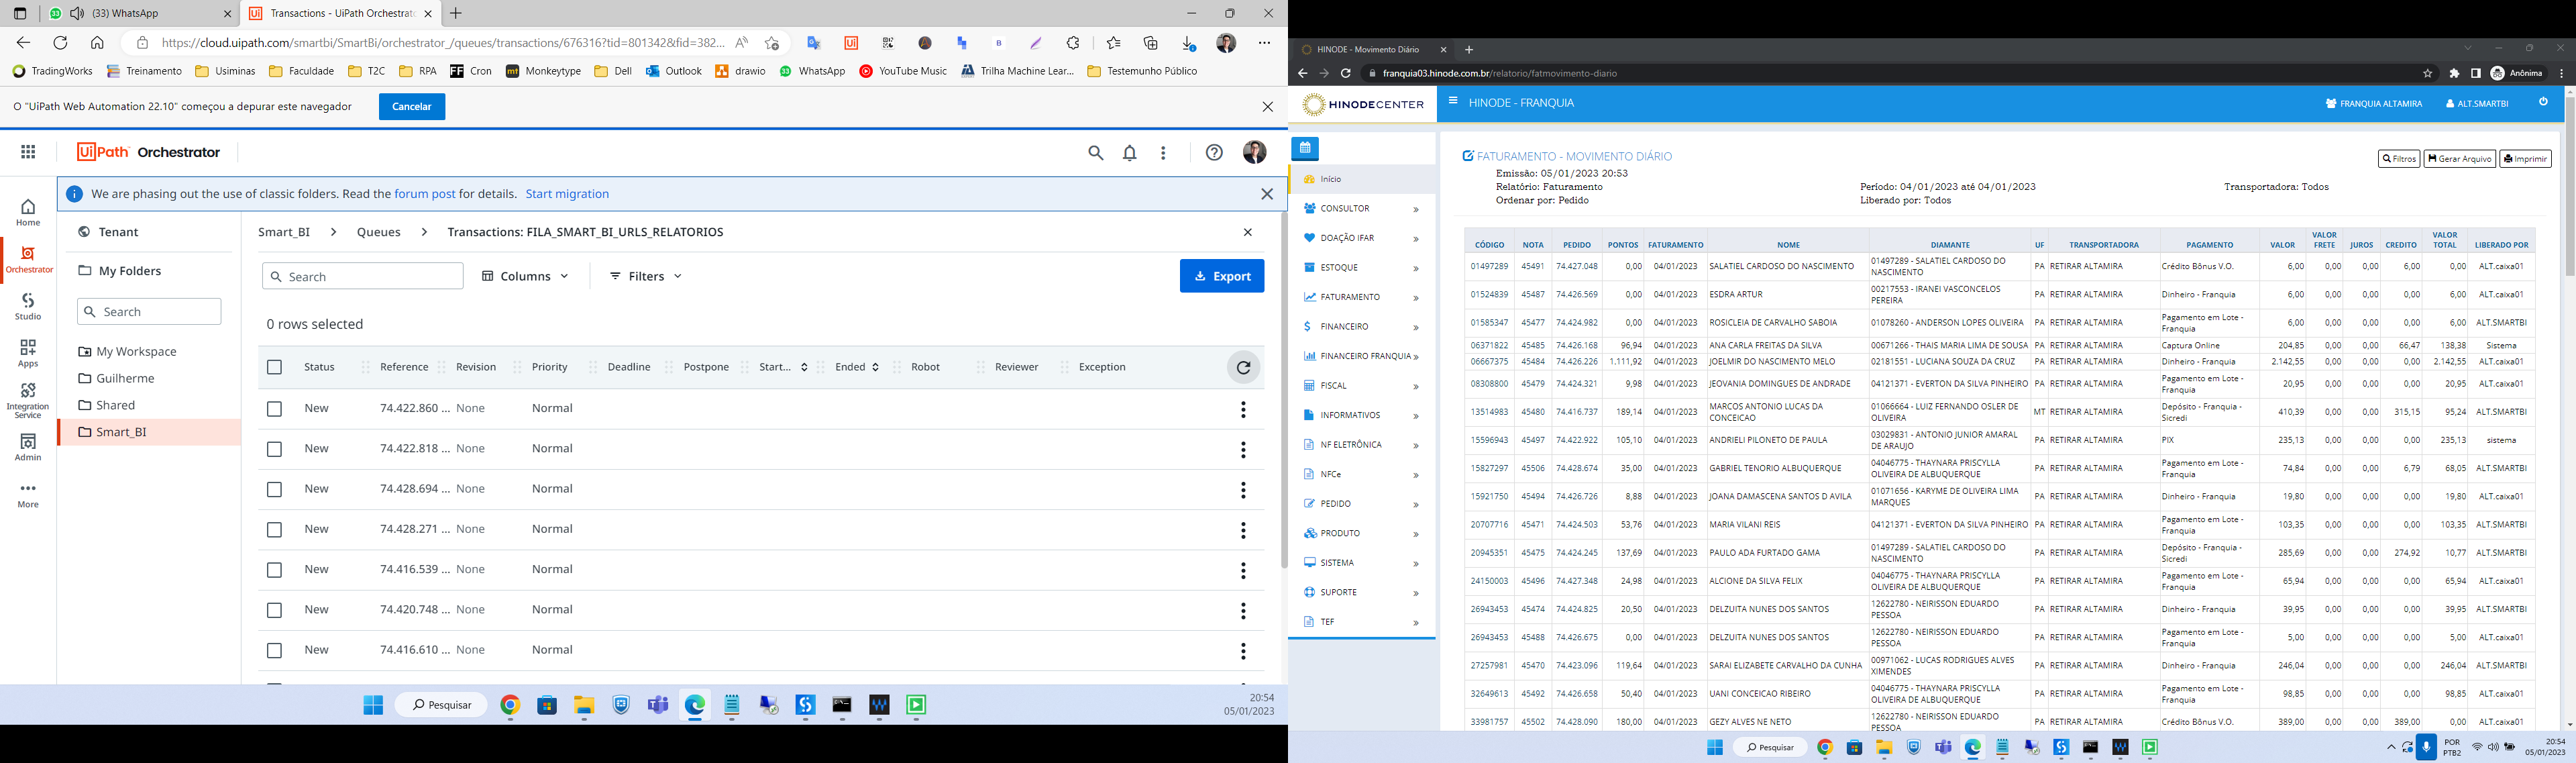 (33) WhatsApp
Transactions - UiPath Orchestrato
https://cloud.uipath.com/smartbi/SmartBi/orchestrator_/queues/transactions/676316?tid=801342&fid=382...
TradingWorks Treinamento Usiminas Faculdade T2C RPA Cron Monkeytype Dell Outlook drawio WhatsApp YouTube Music Trilha Machine Lear... Testemunho Público
O "UiPath Web Automation 22.10" começou a depurar este navegador Cancelar
UiPath Orchestrator
We are phasing out the use of classic folders. Read the forum post for details. Start migration
Home
Orchestrator
Studio
Apps
Integration Service
Admin
More
Tenant
My Folders
Search
My Workspace
Guilherme
Shared
Smart_BI
Smart_BI > Queues > Transactions: FILA_SMART_BI_URLS_RELATORIOS
Search Columns Filters Export
0 rows selected
Status Reference Revision Priority Deadline Postpone Start... Ended Robot Reviewer Exception
New 74.422.860 ... None Normal
New 74.422.818 ... None Normal
New 74.428.694 ... None Normal
New 74.428.271 ... None Normal
New 74.416.539 ... None Normal
New 74.420.748 ... None Normal
New 74.416.610 ... None Normal
Pesquisar
20:54
05/01/2023
HINODE - Movimento Diário
franquia03.hinode.com.br/relatorio/fatmovimento-diario
Anônima
HINODECENTER
HINODE - FRANQUIA
FRANQUIA ALTAMIRA ALT.SMARTBI
Início
CONSULTOR
DOAÇÃO IFAR
ESTOQUE
FATURAMENTO
FINANCEIRO
FINANCEIRO FRANQUIA
FISCAL
INFORMATIVOS
NF ELETRÔNICA
NFCe
PEDIDO
PRODUTO
SISTEMA
SUPORTE
TEF
FATURAMENTO - MOVIMENTO DIÁRIO
Filtros Gerar Arquivo Imprimir
Emissão: 05/01/2023 20:53
Relatório: Faturamento Período: 04/01/2023 até 04/01/2023 Transportadora: Todos
Ordenar por: Pedido Liberado por: Todos
CÓDIGO NOTA PEDIDO PONTOS FATURAMENTO NOME DIAMANTE UF TRANSPORTADORA PAGAMENTO VALOR VALOR FRETE JUROS CREDITO VALOR TOTAL LIBERADO POR
01497289 45491 74.427.048 0,00 04/01/2023 SALATIEL CARDOSO DO NASCIMENTO 01497289 - SALATIEL CARDOSO DO NASCIMENTO PA RETIRAR ALTAMIRA Crédito Bônus V.O. 6,00 0,00 0,00 6,00 0,00 ALT.caixa01
01524839 45487 74.426.569 0,00 04/01/2023 ESDRA ARTUR 00217553 - IRANEI VASCONCELOS PEREIRA PA RETIRAR ALTAMIRA Dinheiro - Franquia 6,00 0,00 0,00 0,00 6,00 ALT.caixa01
01585347 45477 74.424.982 0,00 04/01/2023 ROSICLEIA DE CARVALHO SABOIA 01078260 - ANDERSON LOPES OLIVEIRA PA RETIRAR ALTAMIRA Pagamento em Lote - Franquia 6,00 0,00 0,00 0,00 6,00 ALT.SMARTBI
06371822 45485 74.426.168 96,94 04/01/2023 ANA CARLA FREITAS DA SILVA 00671266 - THAIS MARIA LIMA DE SOUSA PA RETIRAR ALTAMIRA Captura Online 204,85 0,00 0,00 66,47 138,38 Sistema
06667375 45484 74.426.226 1.111,92 04/01/2023 JOELMIR DO NASCIMENTO MELO 02181551 - LUCIANA SOUZA DA CRUZ PA RETIRAR ALTAMIRA Dinheiro - Franquia 2.142,55 0,00 0,00 0,00 2.142,55 ALT.caixa01
08308800 45479 74.424.321 9,98 04/01/2023 JEOVANIA DOMINGUES DE ANDRADE 04121371 - EVERTON DA SILVA PINHEIRO PA RETIRAR ALTAMIRA Pagamento em Lote - Franquia 20,95 0,00 0,00 0,00 20,95 ALT.caixa01
13514983 45480 74.416.737 189,14 04/01/2023 MARCOS ANTONIO LUCAS DA CONCEICAO 01066664 - LUIZ FERNANDO OSLER DE OLIVEIRA MT RETIRAR ALTAMIRA Depósito - Franquia - Sicredi 410,39 0,00 0,00 315,15 95,24 ALT.SMARTBI
15596943 45497 74.422.922 105,10 04/01/2023 ANDRIELI PILONETO DE PAULA 03029831 - ANTONIO JUNIOR AMARAL DE ARAUJO PA RETIRAR ALTAMIRA PIX 235,13 0,00 0,00 0,00 235,13 sistema
15827297 45506 74.428.674 35,00 04/01/2023 GABRIEL TENORIO ALBUQUERQUE 04046775 - THAYNARA PRISCYLLA OLIVEIRA DE ALBUQUERQUE PA RETIRAR ALTAMIRA Pagamento em Lote - Franquia 74,84 0,00 0,00 6,79 68,05 ALT.SMARTBI
15921750 45494 74.426.726 8,88 04/01/2023 JOANA DAMASCENA SANTOS D AVILA 01071656 - KARYME DE OLIVEIRA LIMA MARQUES PA RETIRAR ALTAMIRA Dinheiro - Franquia 19,80 0,00 0,00 0,00 19,80 ALT.caixa01
20707716 45471 74.424.503 53,76 04/01/2023 MARIA VILANI REIS 04121371 - EVERTON DA SILVA PINHEIRO PA RETIRAR ALTAMIRA Pagamento em Lote - Franquia 103,35 0,00 0,00 0,00 103,35 ALT.SMARTBI
20945351 45475 74.424.245 137,69 04/01/2023 PAULO ADA FURTADO GAMA 01497289 - SALATIEL CARDOSO DO NASCIMENTO PA RETIRAR ALTAMIRA Depósito - Franquia - Sicredi 285,69 0,00 0,00 274,92 10,77 ALT.SMARTBI
24150003 45496 74.427.348 24,98 04/01/2023 ALCIONE DA SILVA FELIX 04046775 - THAYNARA PRISCYLLA OLIVEIRA DE ALBUQUERQUE PA RETIRAR ALTAMIRA Pagamento em Lote - Franquia 65,94 0,00 0,00 0,00 65,94 ALT.caixa01
26943453 45474 74.424.825 20,50 04/01/2023 DELZUITA NUNES DOS SANTOS 12622780 - NEIRISSON EDUARDO PESSOA PA RETIRAR ALTAMIRA Dinheiro - Franquia 39,95 0,00 0,00 0,00 39,95 ALT.SMARTBI
26943453 45488 74.426.675 0,00 04/01/2023 DELZUITA NUNES DOS SANTOS 12622780 - NEIRISSON EDUARDO PESSOA PA RETIRAR ALTAMIRA Pagamento em Lote - Franquia 5,00 0,00 0,00 0,00 5,00 ALT.caixa01
27257981 45470 74.423.096 119,64 04/01/2023 SARAI ELIZABETE CARVALHO DA CUNHA 00971062 - LUCAS RODRIGUES ALVES XIMENDES PA RETIRAR ALTAMIRA Dinheiro - Franquia 246,04 0,00 0,00 0,00 246,04 ALT.SMARTBI
32649613 45492 74.426.658 50,40 04/01/2023 UANI CONCEICAO RIBEIRO 04046775 - THAYNARA PRISCYLLA OLIVEIRA DE ALBUQUERQUE PA RETIRAR ALTAMIRA Pagamento em Lote - Franquia 98,85 0,00 0,00 0,00 98,85 ALT.caixa01
33981757 45502 74.428.090 180,00 04/01/2023 GEZY ALVES NE NETO 12622780 - NEIRISSON EDUARDO PESSOA PA RETIRAR ALTAMIRA Crédito Bônus V.O. 389,00 0,00 0,00 389,00 0,00 ALT.caixa01
Pesquisar
POR
PTB2
20:54
05/01/2023